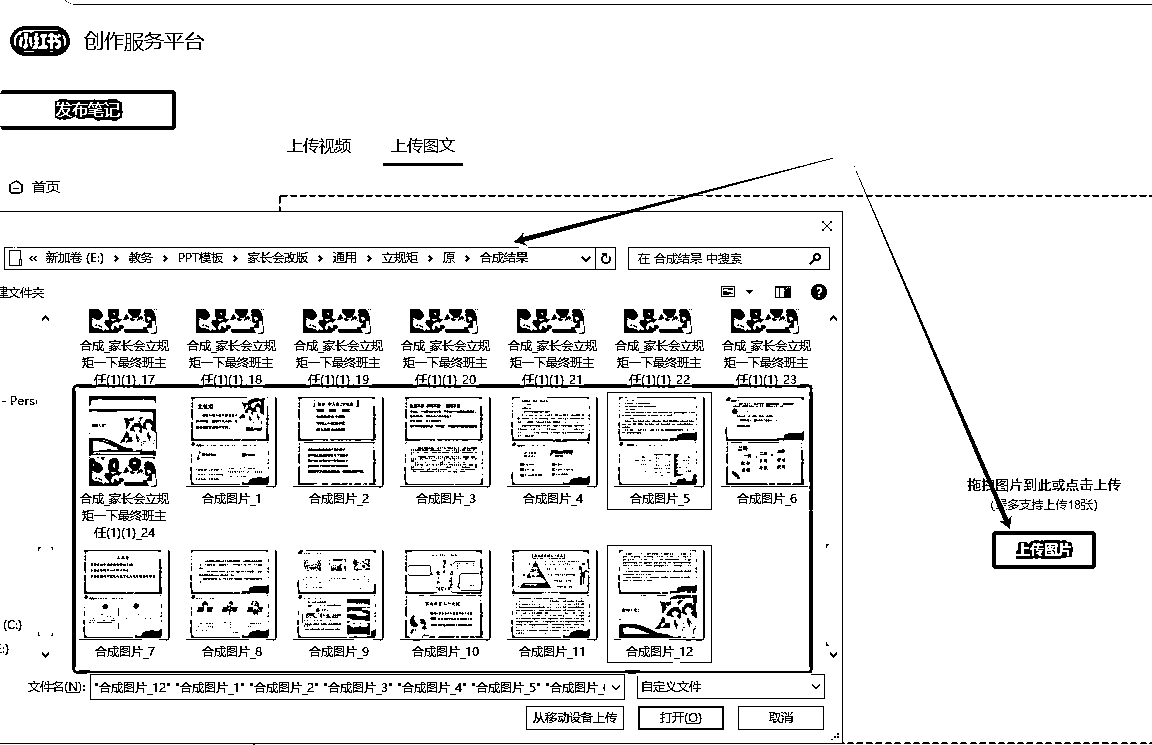 小红书 创作服务平台
发布笔记
上传视频 上传图文
首页
« 新加卷 (E:) › 教务 › PPT模板 › 家长会改版 › 通用 › 立规矩 › 原 › 合成结果
在 合成结果 中搜索
建文件夹
合成_家长会立规矩一下最终班主任(1)(1)_17
合成_家长会立规矩一下最终班主任(1)(1)_18
合成_家长会立规矩一下最终班主任(1)(1)_19
合成_家长会立规矩一下最终班主任(1)(1)_20
合成_家长会立规矩一下最终班主任(1)(1)_21
合成_家长会立规矩一下最终班主任(1)(1)_22
合成_家长会立规矩一下最终班主任(1)(1)_23
- Pers
合成_家长会立规矩一下最终班主任(1)(1)_24
合成图片_1
合成图片_2
合成图片_3
合成图片_4
合成图片_5
合成图片_6
拖拽图片到此或点击上传
(最多支持上传18张)
上传图片
(C:)
合成图片_7
合成图片_8
合成图片_9
合成图片_10
合成图片_11
合成图片_12
文件名(N): "合成图片_12" "合成图片_1" "合成图片_2" "合成图片_3" "合成图片_4" "合成图片_5" "合成图片_
自定义文件
从移动设备上传 打开(O) 取消